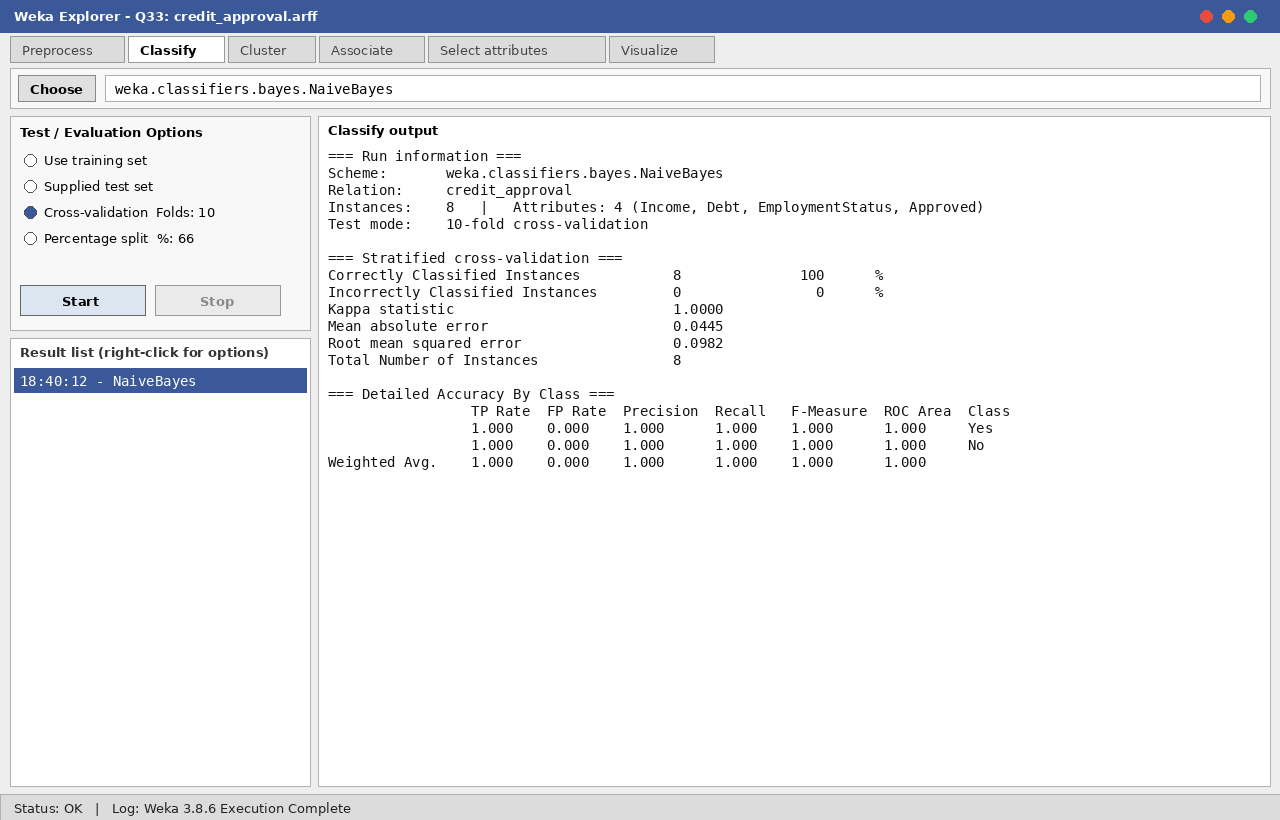 Weka Explorer - Q33: credit_approval.arff
Preprocess Classify Cluster Associate Select attributes Visualize
Choose weka.classifiers.bayes.NaiveBayes
Test / Evaluation Options
Use training set
Supplied test set
Cross-validation Folds: 10
Percentage split %: 66
Start Stop
Result list (right-click for options)
18:40:12 - NaiveBayes
Classify output
=== Run information ===
Scheme: weka.classifiers.bayes.NaiveBayes
Relation: credit_approval
Instances: 8 | Attributes: 4 (Income, Debt, EmploymentStatus, Approved)
Test mode: 10-fold cross-validation
=== Stratified cross-validation ===
Correctly Classified Instances 8 100 %
Incorrectly Classified Instances 0 0 %
Kappa statistic 1.0000
Mean absolute error 0.0445
Root mean squared error 0.0982
Total Number of Instances 8
=== Detailed Accuracy By Class ===
TP Rate FP Rate Precision Recall F-Measure ROC Area Class
1.000 0.000 1.000 1.000 1.000 1.000 Yes
1.000 0.000 1.000 1.000 1.000 1.000 No
Weighted Avg. 1.000 0.000 1.000 1.000 1.000 1.000
Status: OK | Log: Weka 3.8.6 Execution Complete